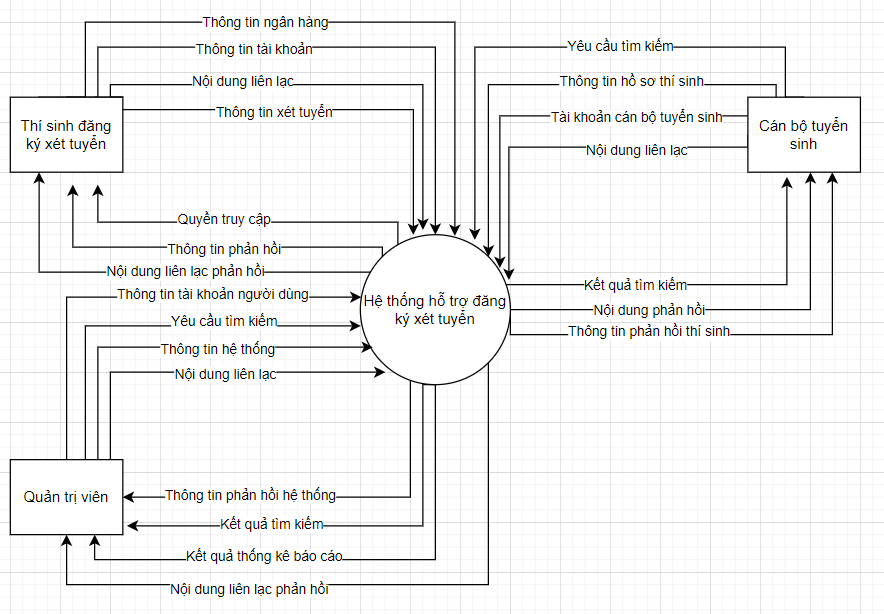 Thông tin ngân hàng
Thông tin tài khoản
Nội dung liên lạc
Thông tin xét tuyển
Thí sinh đăng
ký xét tuyển
Quyền truy cập
Thông tin phản hồi
Nội dung liên lạc phản hồi
Yêu cầu tìm kiếm
Thông tin hồ sơ thí sinh
Tài khoản cán bộ tuyển sinh
Nội dung liên lạc
Cán bộ tuyển
sinh
Hệ thống hỗ trợ đăng
ký xét tuyển
Kết quả tìm kiếm
Nội dung phản hồi
Thông tin phản hồi thí sinh
Thông tin tài khoản người dùng
Yêu cầu tìm kiếm
Thông tin hệ thống
Nội dung liên lạc
Quản trị viên
Thông tin phản hồi hệ thống
Kết quả tìm kiếm
Kết quả thống kê báo cáo
Nội dung liên lạc phản hồi